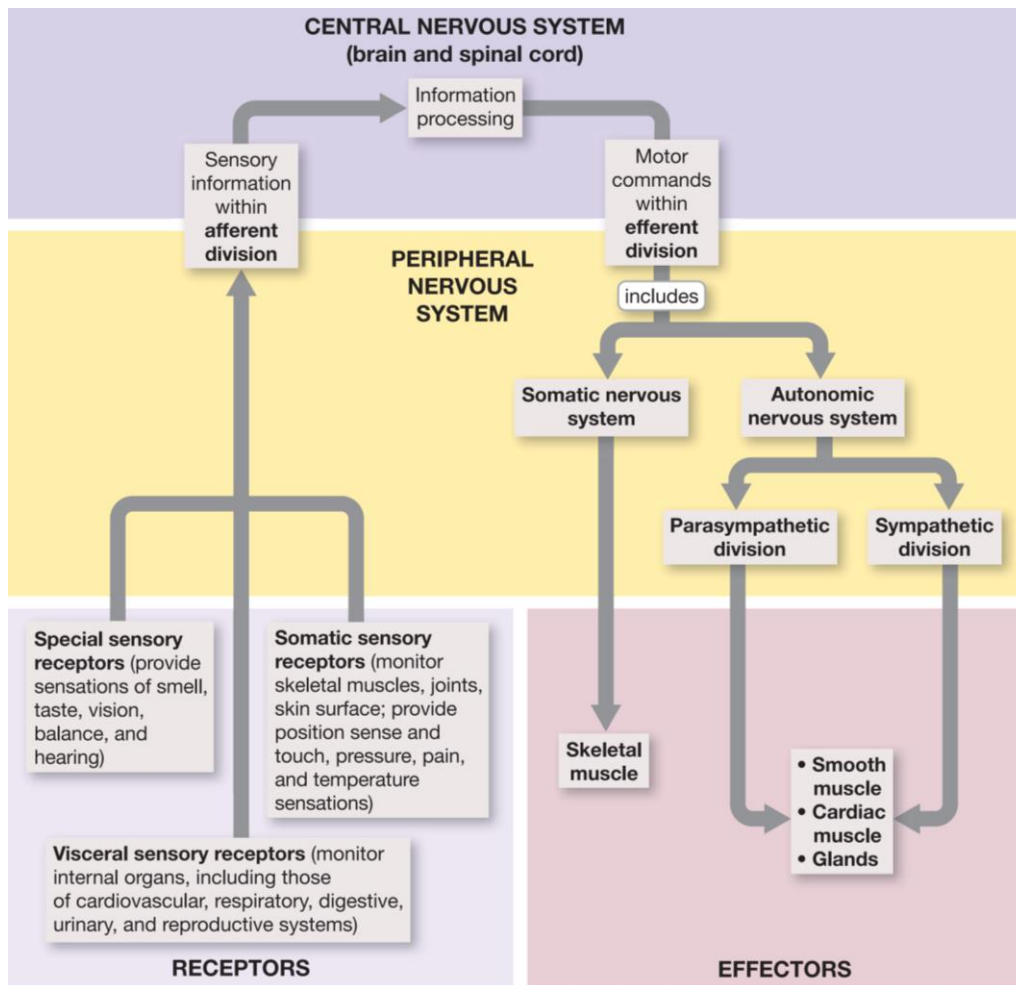 CENTRAL NERVOUS SYSTEM
(brain and spinal cord)
Information
processing
Sensory
information
within
afferent
division
Motor
commands
within
efferent
division
PERIPHERAL
NERVOUS
SYSTEM
includes
Somatic nervous
system
Autonomic
nervous system
Parasympathetic
division
Sympathetic
division
Special sensory
receptors (provide
sensations of smell,
taste, vision,
balance, and
hearing)
Somatic sensory
receptors (monitor
skeletal muscles, joints,
skin surface; provide
position sense and
touch, pressure, pain,
and temperature
sensations)
Skeletal
muscle
• Smooth
muscle
• Cardiac
muscle
• Glands
Visceral sensory receptors (monitor
internal organs, including those
of cardiovascular, respiratory, digestive,
urinary, and reproductive systems)
RECEPTORS
EFFECTORS